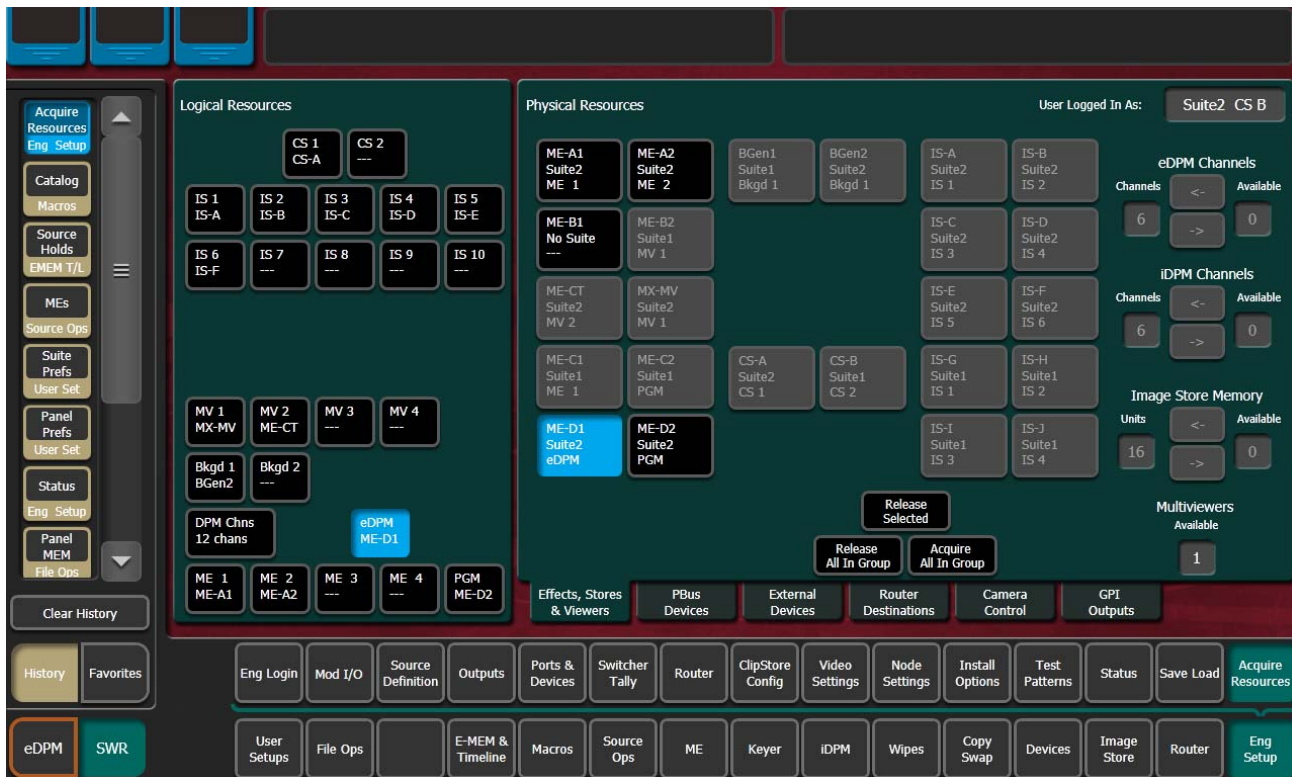 Acquire
Resources
Eng Setup
Catalog
Macros
Source
Holds
EMEM T/L
MEs
Source Ops
Suite
Prefs
User Set
Panel
Prefs
User Set
Status
Eng Setup
Panel
MEM
File Ops
Clear History
History
Favorites
eDPM
SWR
Logical Resources
CS 1
CS-A
CS 2
---
IS 1
IS-A
IS 2
IS-B
IS 3
IS-C
IS 4
IS-D
IS 5
IS-E
IS 6
IS-F
IS 7
---
IS 8
---
IS 9
---
IS 10
---
MV 1
MX-MV
MV 2
ME-CT
MV 3
---
MV 4
---
Bkgd 1
BGen2
Bkgd 2
---
DPM Chns
12 chans
eDPM
ME-D1
ME 1
ME-A1
ME 2
ME-A2
ME 3
---
ME 4
---
PGM
ME-D2
Physical Resources
User Logged In As:
Suite2 CS B
ME-A1
Suite2
ME 1
ME-A2
Suite2
ME 2
BGen1
Suite1
Bkgd 1
BGen2
Suite2
Bkgd 1
IS-A
Suite2
IS 1
IS-B
Suite2
IS 2
ME-B1
No Suite
---
ME-B2
Suite1
MV 1
IS-C
Suite2
IS 3
IS-D
Suite2
IS 4
ME-CT
Suite2
MV 2
MX-MV
Suite2
MV 1
IS-E
Suite2
IS 5
IS-F
Suite2
IS 6
ME-C1
Suite1
ME 1
ME-C2
Suite1
PGM
CS-A
Suite2
CS 1
CS-B
Suite1
CS 2
IS-G
Suite1
IS 1
IS-H
Suite1
IS 2
ME-D1
Suite2
eDPM
ME-D2
Suite2
PGM
IS-I
Suite1
IS 3
IS-J
Suite1
IS 4
eDPM Channels
Channels
<-
Available
6
->
0
iDPM Channels
Channels
<-
Available
6
->
0
Image Store Memory
Units
<-
Available
16
->
0
Multiviewers
Available
1
Release
Selected
Release
All In Group
Acquire
All In Group
Effects, Stores
& Viewers
PBus
Devices
External
Devices
Router
Destinations
Camera
Control
GPI
Outputs
Eng Login
Mod I/O
Source
Definition
Outputs
Ports &
Devices
Switcher
Tally
Router
ClipStore
Config
Video
Settings
Node
Settings
Install
Options
Test
Patterns
Status
Save Load
Acquire
Resources
User
Setups
File Ops
E-MEM &
Timeline
Macros
Source
Ops
ME
Keyer
iDPM
Wipes
Copy
Swap
Devices
Image
Store
Router
Eng
Setup